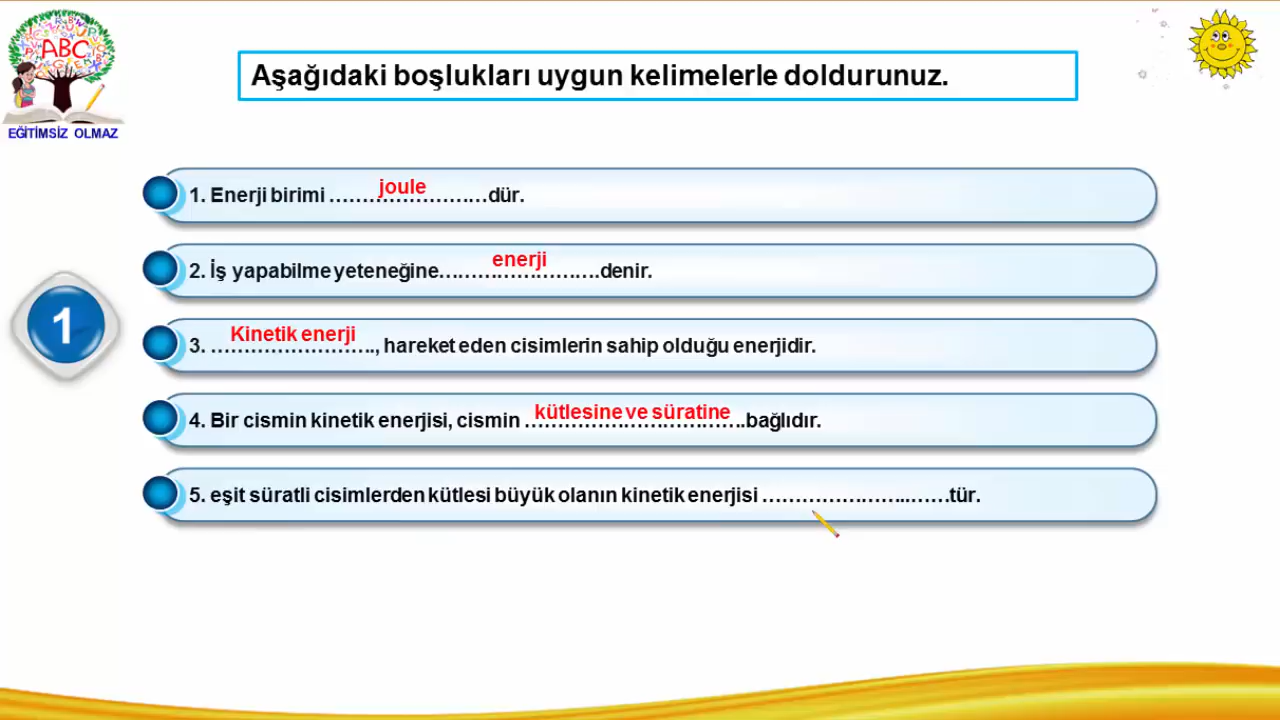 ABC
EĞİTİMSİZ OLMAZ
Aşağıdaki boşlukları uygun kelimelerle doldurunuz.
1. Enerji birimi ……joule……dür.
2. İş yapabilme yeteneğine……enerji…….denir.
1
3. ……Kinetik enerji……., hareket eden cisimlerin sahip olduğu enerjidir.
4. Bir cismin kinetik enerjisi, cismin ……kütlesine ve süratine…….bağlıdır.
5. eşit süratli cisimlerden kütlesi büyük olanın kinetik enerjisi …………………..……tür.